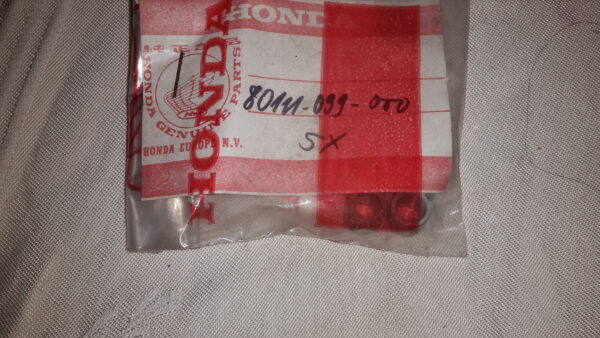 HONDA
HONDA GENUINE PARTS
HONDA
80111-099-000
5X
HONDA EUROPE N.V.